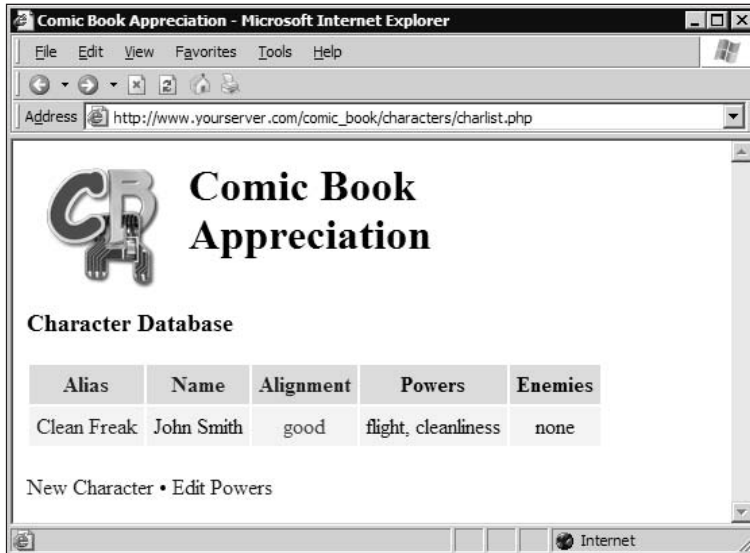 Comic Book Appreciation - Microsoft Internet Explorer
File Edit View Favorites Tools Help
Address http://www.yourserver.com/comic_book/characters/charlist.php
CB
Comic Book
Appreciation
Character Database
Alias Name Alignment Powers Enemies
Clean Freak John Smith good flight, cleanliness none
New Character • Edit Powers
Internet